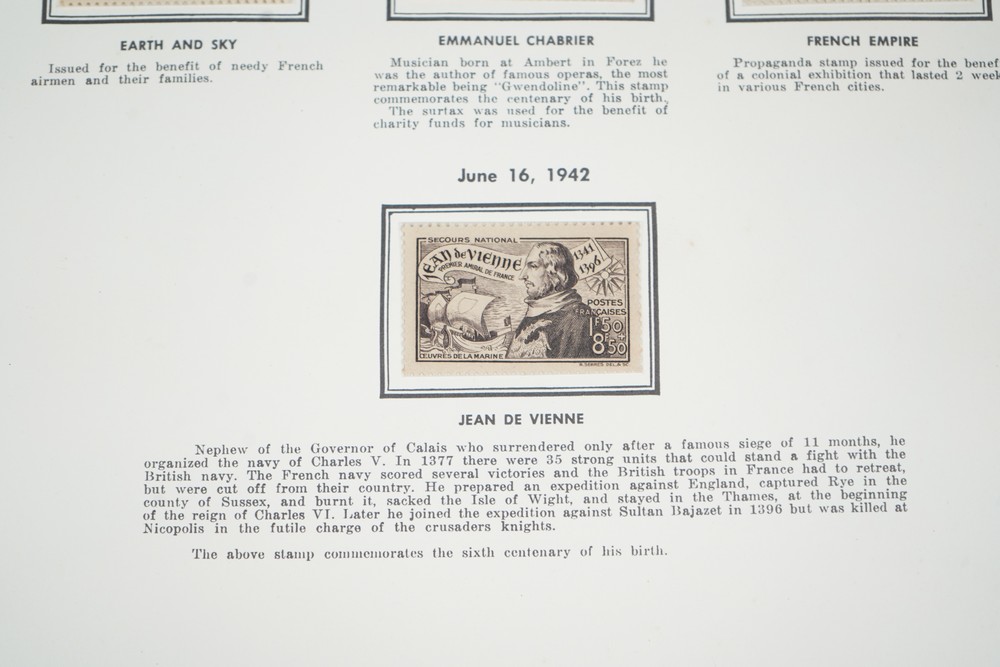 EARTH AND SKY
Issued for the benefit of needy French
airmen and their families.
EMMANUEL CHABRIER
Musician born at Ambert in Forez he
was the author of famous operas, the most
remarkable being "Gwendoline". This stamp
commemorates the centenary of his birth.
The surtax was used for the benefit of
charity funds for musicians.
FRENCH EMPIRE
Propaganda stamp issued for the benef
of a colonial exhibition that lasted 2 week
in various French cities.
June 16, 1942
SECOURS NATIONAL
JEAN de VIENNE
PREMIER AMIRAL DE FRANCE
1341
1396
POSTES
FRANÇAISES
1F50
+
8F50
ŒUVRES DE LA MARINE
JEAN DE VIENNE
Nephew of the Governor of Calais who surrendered only after a famous siege of 11 months, he
organized the navy of Charles V. In 1377 there were 35 strong units that could stand a fight with the
British navy. The French navy scored several victories and the British troops in France had to retreat,
but were cut off from their country. He prepared an expedition against England, captured Rye in the
county of Sussex, and burnt it, sacked the Isle of Wight, and stayed in the Thames, at the beginning
of the reign of Charles VI. Later he joined the expedition against Sultan Bajazet in 1396 but was killed at
Nicopolis in the futile charge of the crusaders knights.
The above stamp commemorates the sixth centenary of his birth.